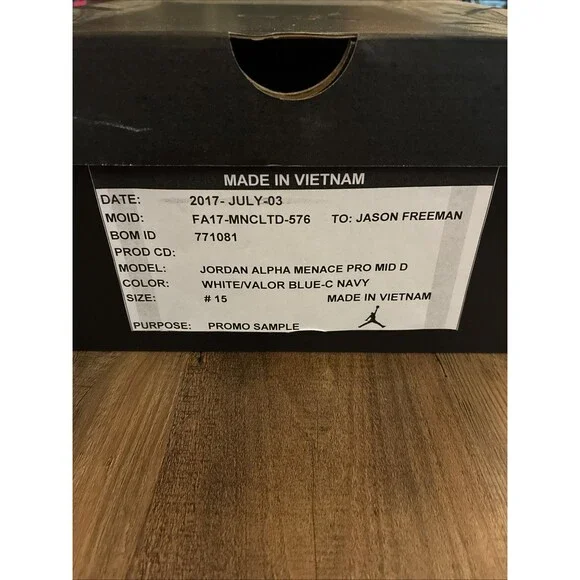 MADE IN VIETNAM
DATE: 2017- JULY-03
MOID: FA17-MNCLTD-576 TO: JASON FREEMAN
BOM ID 771081
PROD CD:
MODEL: JORDAN ALPHA MENACE PRO MID D
COLOR: WHITE/VALOR BLUE-C NAVY
SIZE: # 15 MADE IN VIETNAM
PURPOSE: PROMO SAMPLE